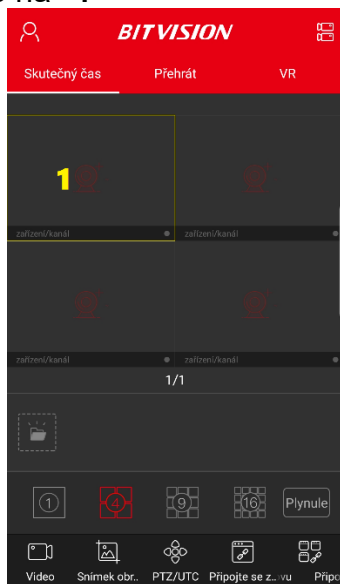 BITVISION
Skutečný čas Přehrát VR
1
zařízení/kanál zařízení/kanál
zařízení/kanál zařízení/kanál
1/1
1 4 9 16 Plynule
Video Snímek obr.. PTZ/UTC Připojte se z.. vu Připo